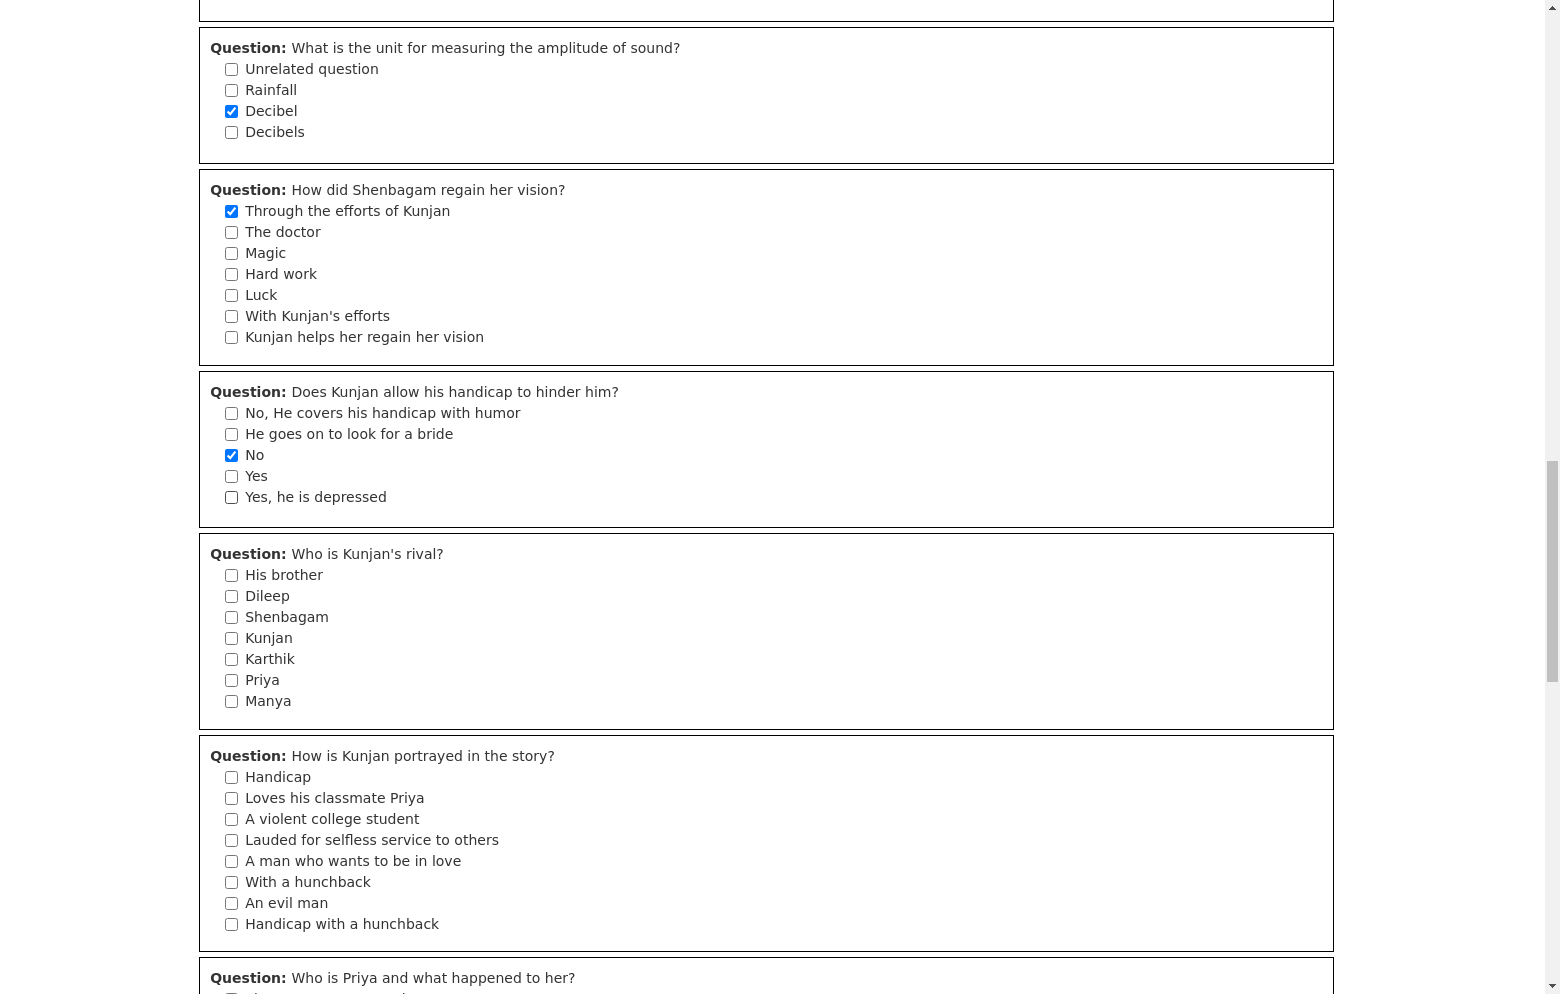 Question: What is the unit for measuring the amplitude of sound?
Unrelated question
Rainfall
Decibel
Decibels
Question: How did Shenbagam regain her vision?
Through the efforts of Kunjan
The doctor
Magic
Hard work
Luck
With Kunjan's efforts
Kunjan helps her regain her vision
Question: Does Kunjan allow his handicap to hinder him?
No, He covers his handicap with humor
He goes on to look for a bride
No
Yes
Yes, he is depressed
Question: Who is Kunjan's rival?
His brother
Dileep
Shenbagam
Kunjan
Karthik
Priya
Manya
Question: How is Kunjan portrayed in the story?
Handicap
Loves his classmate Priya
A violent college student
Lauded for selfless service to others
A man who wants to be in love
With a hunchback
An evil man
Handicap with a hunchback
Question: Who is Priya and what happened to her?